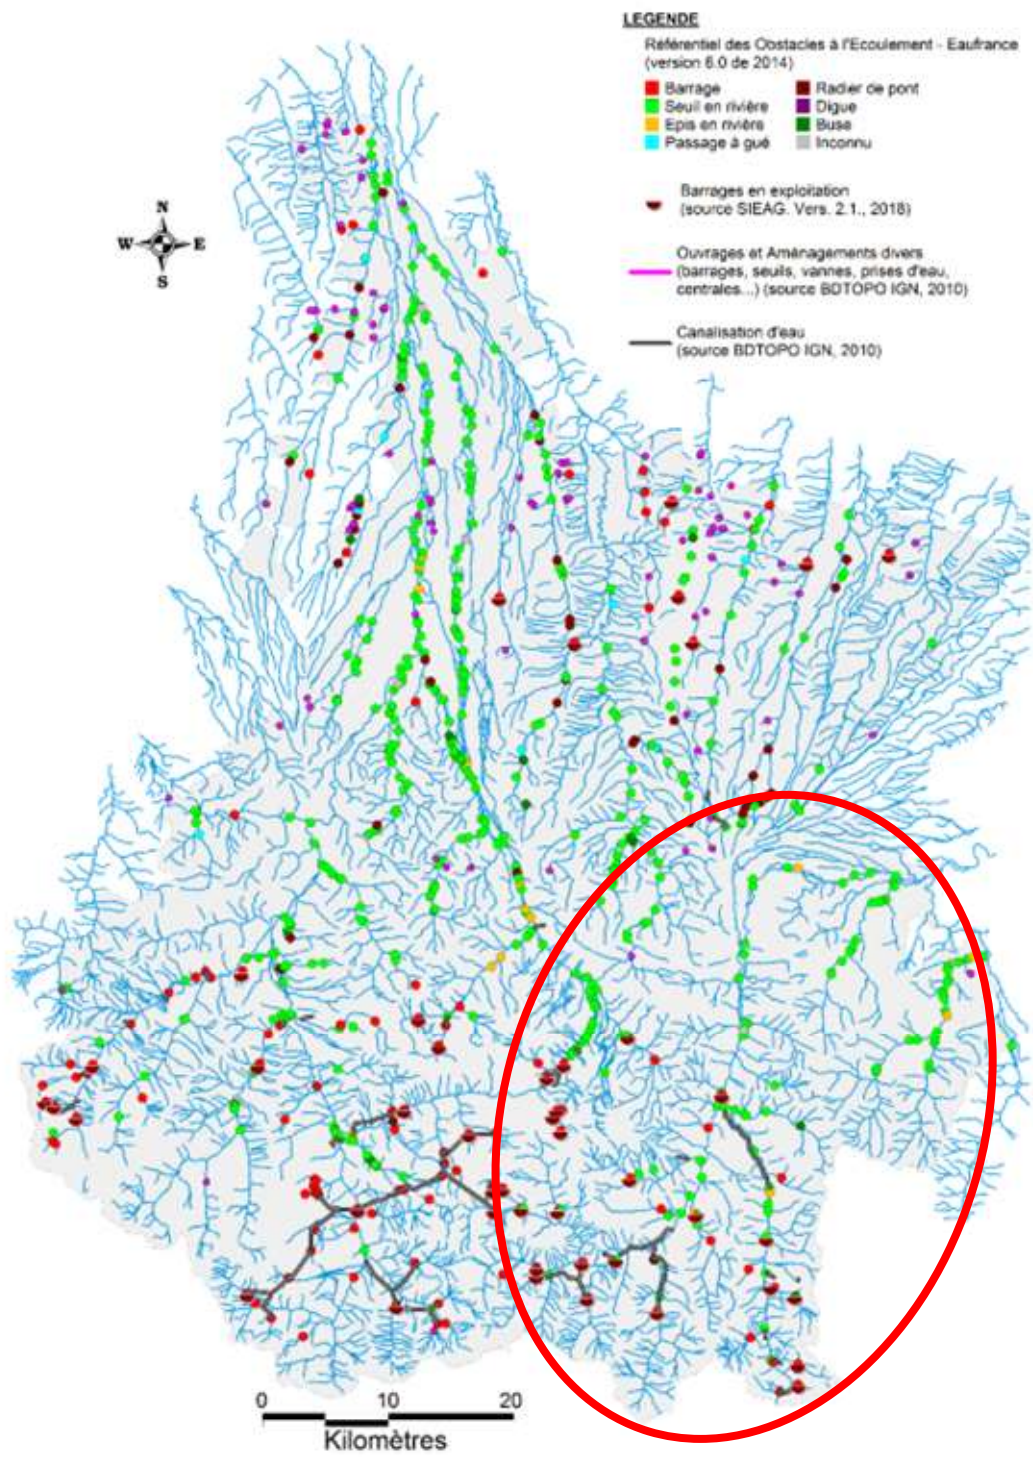 LEGENDE
Référentiel des Obstacles à l'Ecoulement - Eaufrance
(version 6.0 de 2014)
Barrage
Seuil en rivière
Epis en rivière
Passage à gué
Radier de pont
Digue
Buse
Inconnu
Barrages en exploitation
(source SIEAG. Vers. 2.1., 2018)
Ouvrages et Aménagements divers
(barrages, seuils, vannes, prises d'eau,
centrales...) (source BDTOPO IGN, 2010)
Canalisation d'eau
(source BDTOPO IGN, 2010)
N
W E
S
0 10 20
Kilomètres